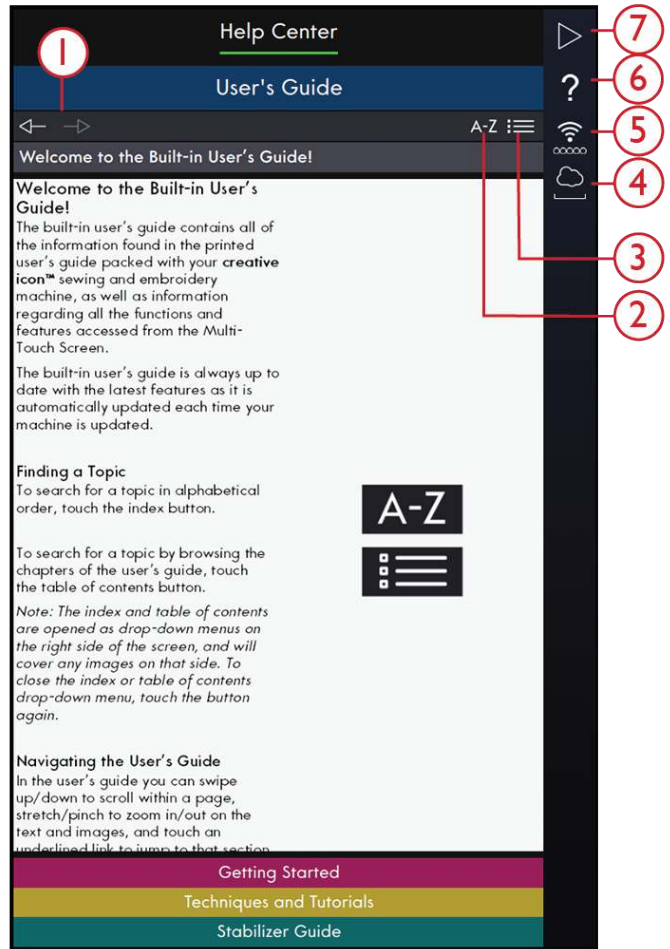 Help Center
1
7
User's Guide
?
6
A-Z
5
Welcome to the Built-in User's Guide!
4
Welcome to the Built-in User's
Guide!
The built-in user's guide contains all of
the information found in the printed
user's guide packed with your creative
icon™ sewing and embroidery
machine, as well as information
regarding all the functions and
features accessed from the Multi-
Touch Screen.
3
2
The built-in user's guide is always up to
date with the latest features as it is
automatically updated each time your
machine is updated.
Finding a Topic
To search for a topic in alphabetical
order, touch the index button.
A-Z
To search for a topic by browsing the
chapters of the user's guide, touch
the table of contents button.
Note: The index and table of contents
are opened as drop-down menus on
the right side of the screen, and will
cover any images on that side. To
close the index or table of contents
drop-down menu, touch the button
again.
Navigating the User's Guide
In the user's guide you can swipe
up/down to scroll within a page,
stretch/pinch to zoom in/out on the
text and images, and touch an
underlined link to jump to that section
Getting Started
Techniques and Tutorials
Stabilizer Guide